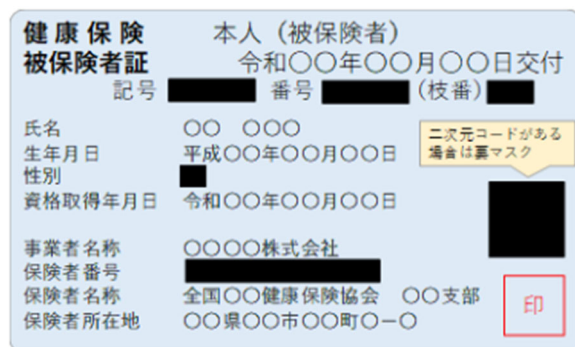 健康保険 本人（被保険者）
被保険者証 令和〇〇年〇〇月〇〇日交付
記号 番号 (枝番)
氏名 〇〇 〇〇〇
生年月日 平成〇〇年〇〇月〇〇日
性別
資格取得年月日 令和〇〇年〇〇月〇〇日
二次元コードがある
場合は要マスク
事業者名称 〇〇〇〇株式会社
保険者番号
保険者名称 全国〇〇健康保険協会 〇〇支部
保険者所在地 〇〇県〇〇市〇〇町〇ー〇
印